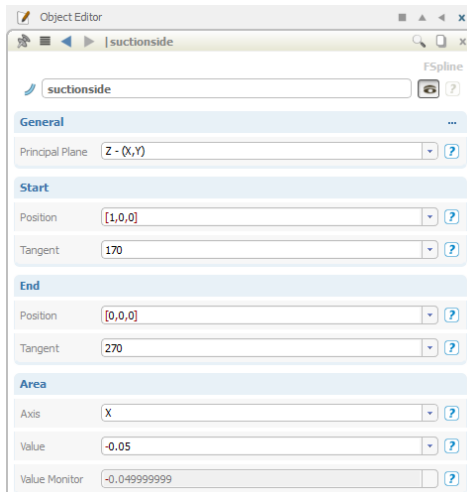 Object Editor
|suctionside
FSpline
suctionside
General ...
Principal Plane Z - (X,Y)
Start
Position [1,0,0]
Tangent 170
End
Position [0,0,0]
Tangent 270
Area
Axis X
Value -0.05
Value Monitor -0.049999999